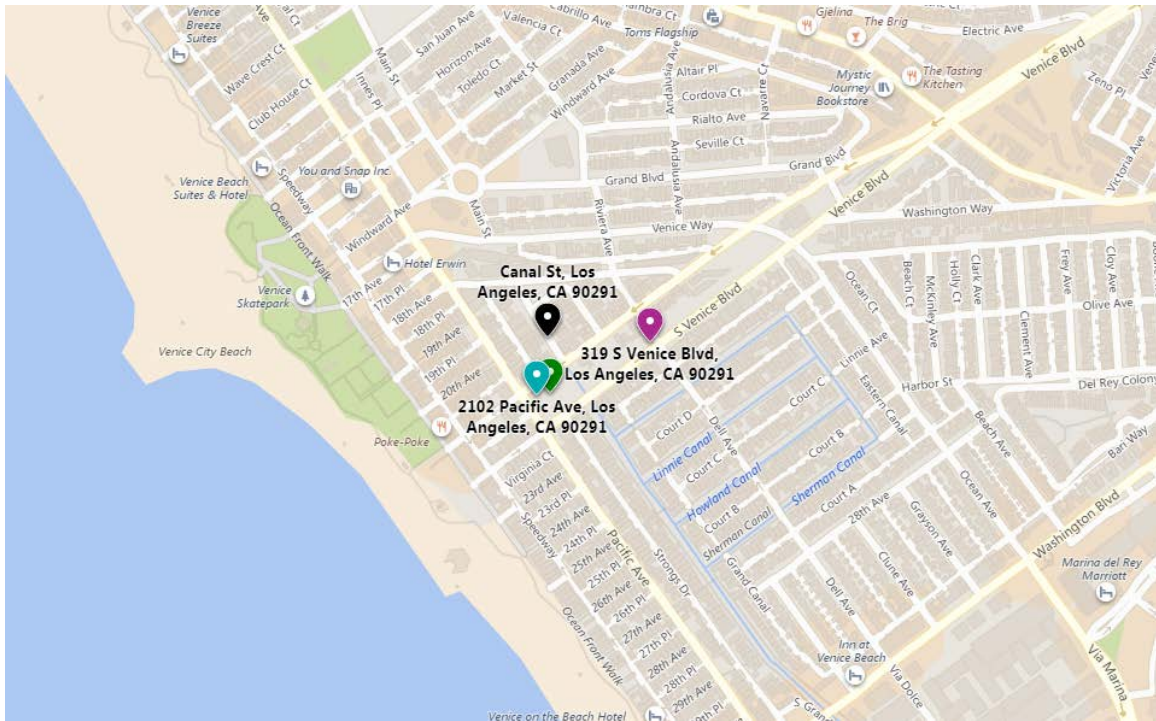 Venice
Breeze
Suites
Wave Crest Ct
Club House Ct
Innes Pl
Main St
San Juan Ave
Horizon Ave
Toledo Ct
Market St
Valencia Ct
Cabrillo Ave
Granada Ave
Windward Ave
Toms Flagship
Andalusia Ave
Altair Pl
Cordova Ct
Navarre Ct
Rialto Ave
Seville Ct
Gjelina
The Brig
Electric Ave
Mystic
Journey
Bookstore
The Tasting
Kitchen
Venice Blvd
Zeno Pl
Victoria Ave
Grand Blvd
Andalusia Ave
Grand Blvd
Venice Blvd
Washington Way
Venice Way
Riviera Ave
Main St
You and Snap Inc.
Venice Beach
Suites & Hotel
Speedway
Ocean Front Walk
Windward Ave
Hotel Erwin
Venice
Skatepark
17th Ave
17th Pl
18th Ave
18th Pl
19th Ave
19th Pl
20th Ave
Venice City Beach
Canal St, Los
Angeles, CA 90291
S Venice Blvd
319 S Venice Blvd,
Los Angeles, CA 90291
2102 Pacific Ave, Los
Angeles, CA 90291
Poke-Poke
Ocean Ct
Beach Ct
McKinley Ave
Holly Ct
Clark Ave
Frey Ave
Cloy Ave
Olive Ave
Clement Ave
Linnie Ave
Harbor St
Del Rey Colony
Eastern Canal
Beach Ave
Bari Way
Court D
Court C
Dell Ave
Linnie Canal
Court C
Court B
Howland Canal
Sherman Canal
Court B
Court A
Sherman Canal
28th Ave
Ocean Ave
Grayson Ave
Clune Ave
Washington Blvd
Marina del Rey
Marriott
Virginia Ct
23rd Ave
23rd Pl
24th Ave
24th Pl
25th Ave
25th Pl
26th Ave
26th Pl
27th Ave
27th Pl
28th Ave
28th Pl
29th Ave
Speedway
Pacific Ave
Strongs Dr
Grand Canal
Dell Ave
Inn at
Venice Beach
Via Dolce
Via Marina
Ocean Front Walk
Venice on the Beach Hotel